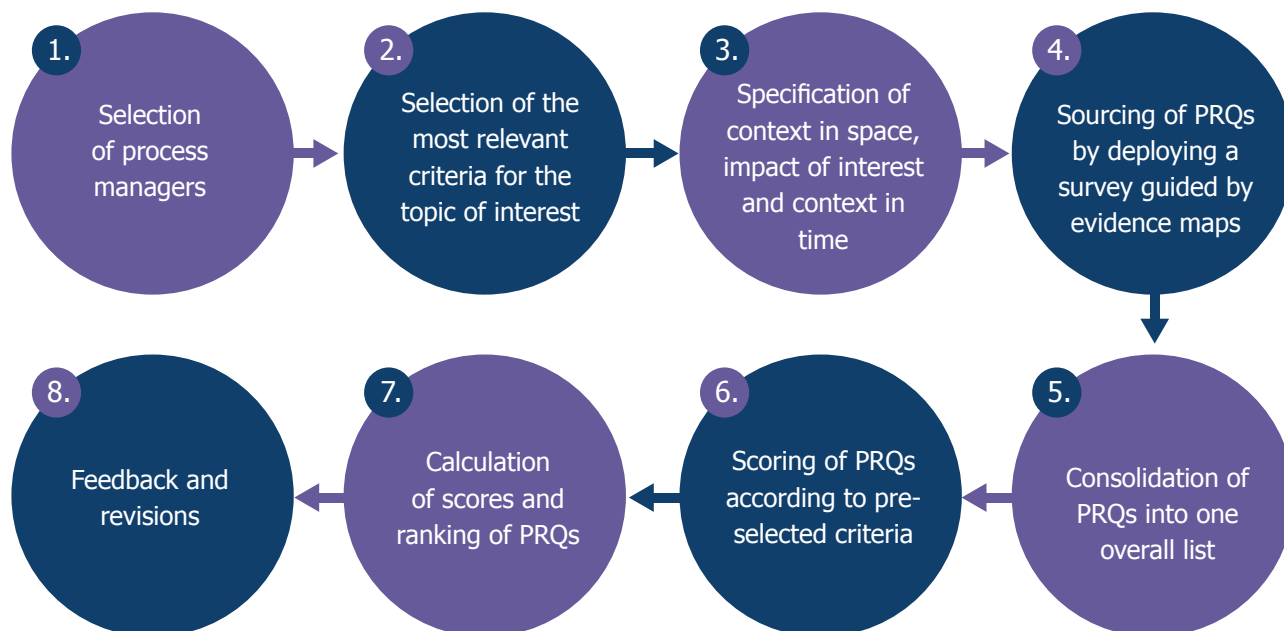 1.
Selection
of process
managers
2.
Selection of the
most relevant
criteria for the
topic of interest
3.
Specification of
context in space,
impact of interest
and context in
time
4.
Sourcing of PRQs
by deploying a
survey guided by
evidence maps
5.
Consolidation of
PRQs into one
overall list
6.
Scoring of PRQs
according to pre-
selected criteria
7.
Calculation
of scores and
ranking of PRQs
8.
Feedback and
revisions